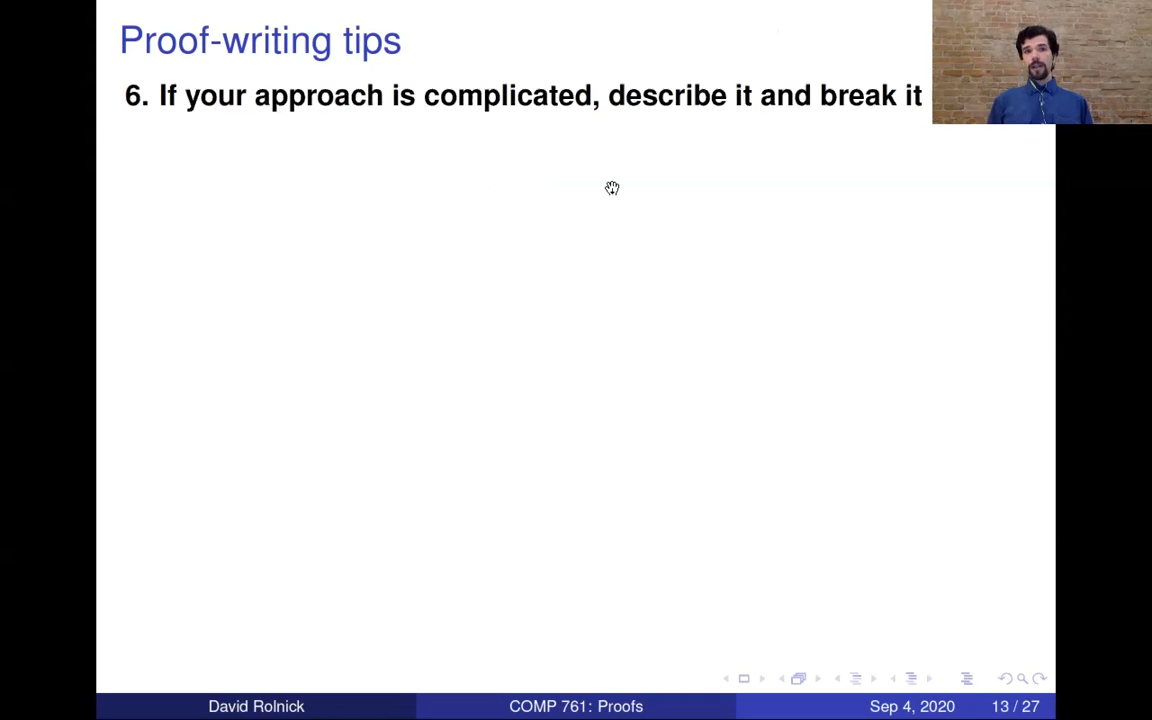 Proof-writing tips
6. If your approach is complicated, describe it and break it
David Rolnick
COMP 761: Proofs
Sep 4, 2020
13 / 27